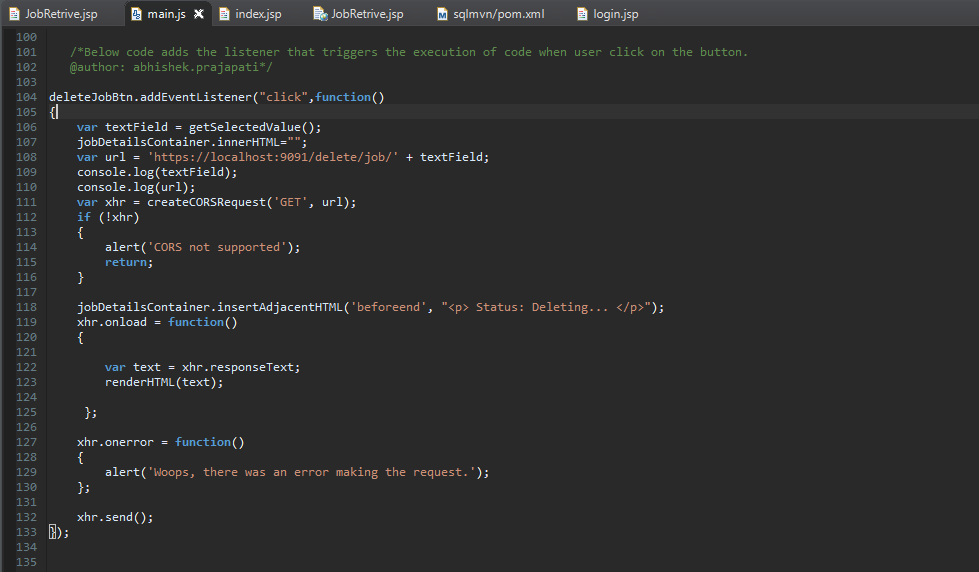 JobRetrive.jsp main.js index.jsp JobRetrive.jsp sqlmvn/pom.xml login.jsp
100
101 /*Below code adds the listener that triggers the execution of code when user click on the button.
102 @author: abhishek.prajapati*/
103
104 deleteJobBtn.addEventListener("click",function()
105 {
106 var textField = getSelectedValue();
107 jobDetailsContainer.innerHTML="";
108 var url = 'https://localhost:9091/delete/job/' + textField;
109 console.log(textField);
110 console.log(url);
111 var xhr = createCORSRequest('GET', url);
112 if (!xhr)
113 {
114 alert('CORS not supported');
115 return;
116 }
117
118 jobDetailsContainer.insertAdjacentHTML('beforeend', "<p> Status: Deleting... </p>");
119 xhr.onload = function()
120 {
121
122 var text = xhr.responseText;
123 renderHTML(text);
124
125 };
126
127 xhr.onerror = function()
128 {
129 alert('Woops, there was an error making the request.');
130 };
131
132 xhr.send();
133 });
134
135